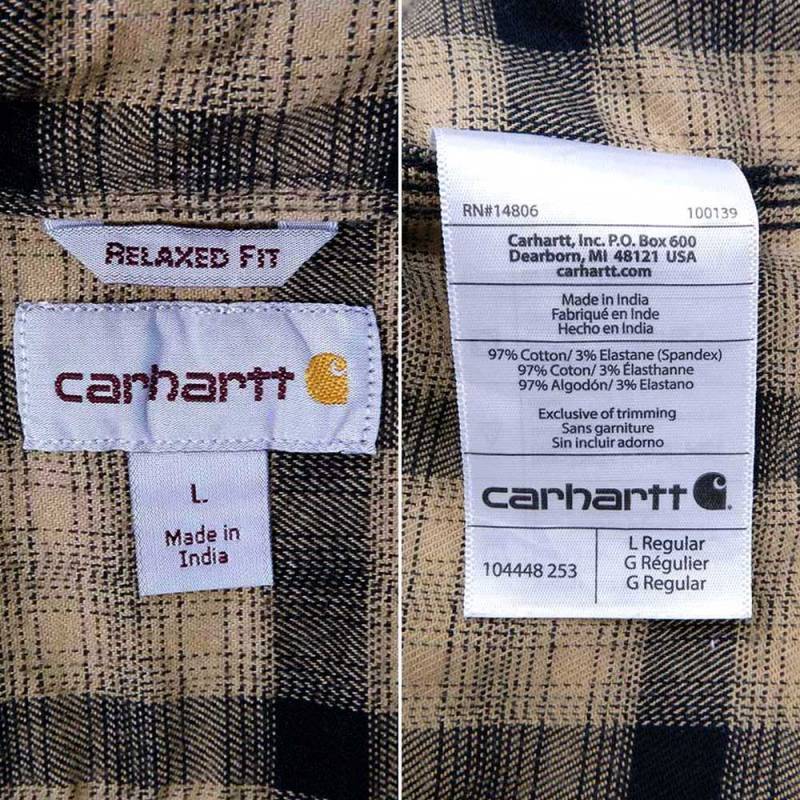 RELAXED FIT
carhartt
L
Made in
India
RN#14806 100139
Carhartt, Inc. P.O. Box 600
Dearborn, MI 48121 USA
carhartt.com
Made in India
Fabriqué en Inde
Hecho en India
97% Cotton/ 3% Elastane (Spandex)
97% Coton/ 3% Élasthanne
97% Algodón/ 3% Elastano
Exclusive of trimming
Sans garniture
Sin incluir adorno
carhartt
104448 253
L Regular
G Régulier
G Regular